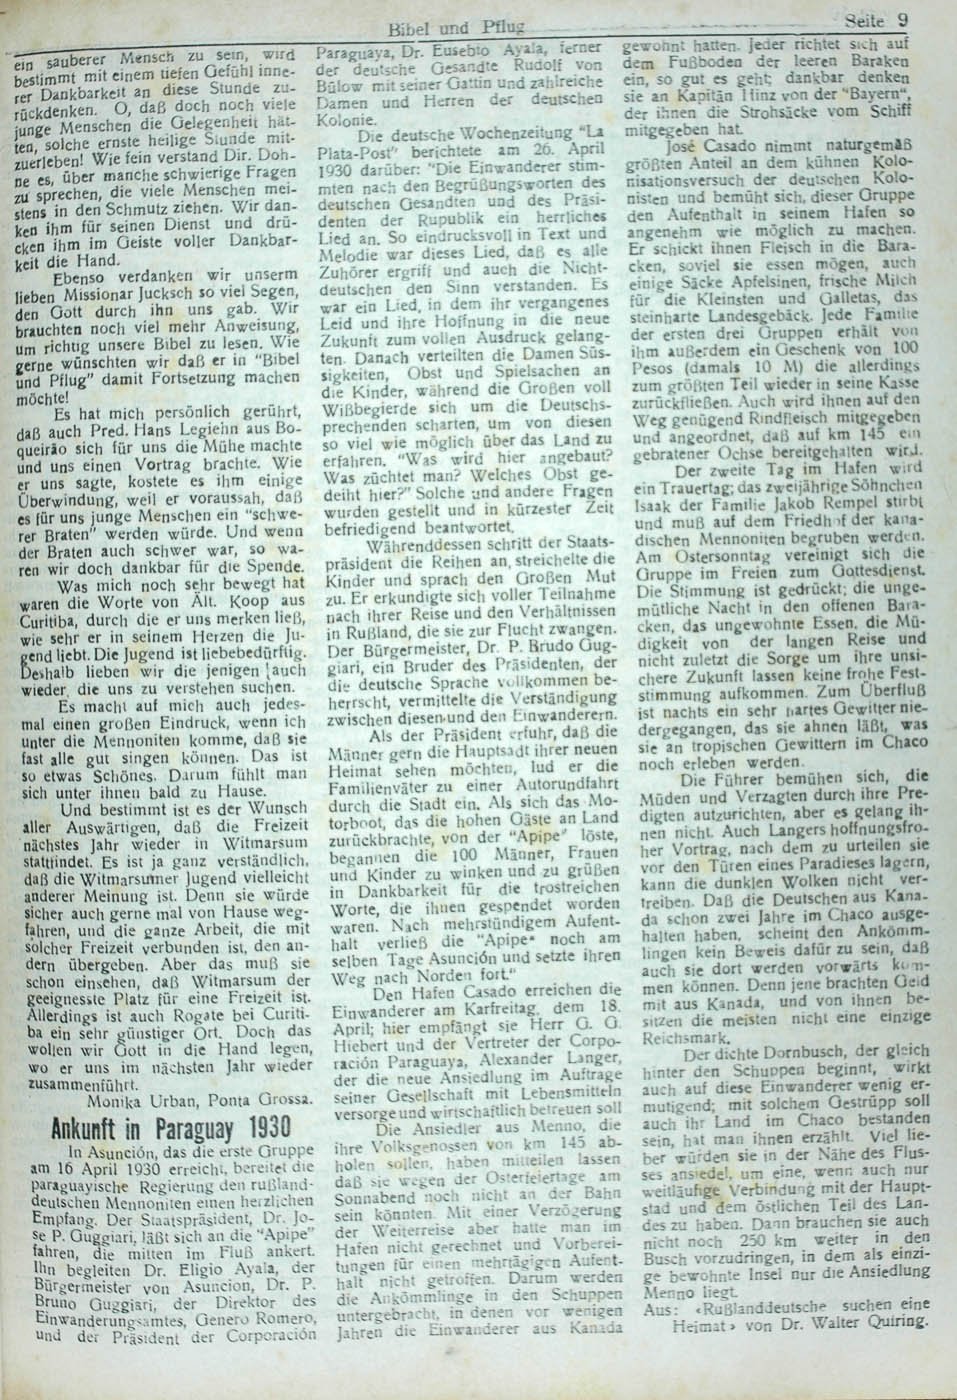 Bibel und Pflug
Seite 9
ein sauberer Mensch zu sein, wird
bestimmt mit einem tiefen Gefühl inne-
rer Dankbarkeit an diese Stunde zu-
rückdenken. O, daß doch noch viele
junge Menschen die Gelegenheit hät-
ten, solche ernste heilige Stunde mit-
zuerleben! Wie fein verstand Dir. Doh-
ne es, über manche schwierige Fragen
zu sprechen, die viele Menschen mei-
stens in den Schmutz ziehen. Wir dan-
ken ihm für seinen Dienst und drü-
cken ihm im Geiste voller Dankbar-
keit die Hand.
Ebenso verdanken wir unserm
lieben Missionar Jucksch so viel Segen,
den Gott durch ihn uns gab. Wir
brauchten noch viel mehr Anweisung,
um richtig unsere Bibel zu lesen. Wie
gerne wünschten wir daß er in "Bibel
und Pflug" damit Fortsetzung machen
möchte!
Es hat mich persönlich gerührt,
daß auch Pred. Hans Legiehn aus Bo-
queirão sich für uns die Mühe machte
und uns einen Vortrag brachte. Wie
er uns sagte, kostete es ihm einige
Überwindung, weil er voraussah, daß
es für uns junge Menschen ein "schwe-
rer Braten" werden würde. Und wenn
der Braten auch schwer war, so wa-
ren wir doch dankbar für die Spende.
Was mich noch sehr bewegt hat
waren die Worte von Ält. Koop aus
Curitiba, durch die er uns merken ließ,
wie sehr er in seinem Herzen die Ju-
gend liebt. Die Jugend ist liebebedürftig.
Deshalb lieben wir die jenigen auch
wieder, die uns zu verstehen suchen.
Es macht auf mich auch jedes-
mal einen großen Eindruck, wenn ich
unter die Mennoniten komme, daß sie
fast alle gut singen können. Das ist
so etwas Schönes. Darum fühlt man
sich unter ihnen bald zu Hause.
Und bestimmt ist es der Wunsch
aller Auswärtigen, daß die Freizeit
nächstes Jahr wieder in Witmarsum
stattfindet. Es ist ja ganz verständlich,
daß die Witmarsumer Jugend vielleicht
anderer Meinung ist. Denn sie würde
sicher auch gerne mal von Hause weg-
fahren, und die ganze Arbeit, die mit
solcher Freizeit verbunden ist, den an-
dern übergeben. Aber das muß sie
schon einsehen, daß Witmarsum der
geeignesste Platz für eine Freizeit ist.
Allerdings ist auch Rogate bei Curiti-
ba ein sehr günstiger Ort. Doch das
wollen wir Gott in die Hand legen,
wo er uns im nächsten Jahr wieder
zusammenführt.
Monika Urban, Ponta Grossa.
Ankunft in Paraguay 1930
In Asunción, das die erste Gruppe
am 16 April 1930 erreicht, bereitet die
paraguayische Regierung den rußland-
deutschen Mennoniten einen herzlichen
Empfang. Der Staatspräsident, Dr. Jo-
se P. Guggiari, läßt sich an die "Apipe"
fahren, die mitten im Fluß ankert.
Ihn begleiten Dr. Eligio Ayala, der
Bürgermeister von Asuncion, Dr. P.
Bruno Guggiari, der Direktor des
Einwanderungsamtes, Genero Romero,
und der Präsident der Corporación
Paraguaya, Dr. Eusebio Ayala, ferner
der deutsche Gesandte Rudolf von
Bülow mit seiner Gattin und zahlreiche
Damen und Herren der deutschen
Kolonie.
Die deutsche Wochenzeitung "La
Plata-Post" berichtete am 26. April
1930 darüber: "Die Einwanderer stim-
mten nach den Begrüßungsworten des
deutschen Gesandten und des Präsi-
denten der Rupublik ein herrliches
Lied an. So eindrucksvoll in Text und
Melodie war dieses Lied, daß es alle
Zuhörer ergriff und auch die Nicht-
deutschen den Sinn verstanden. Es
war ein Lied, in dem ihr vergangenes
Leid und ihre Hoffnung in die neue
Zukunft zum vollen Ausdruck gelang-
ten. Danach verteilten die Damen Süs-
sigkeiten, Obst und Spielsachen an
die Kinder, während die Großen voll
Wißbegierde sich um die Deutschs-
prechenden scharten, um von diesen
so viel wie möglich über das Land zu
erfahren. "Was wird hier angebaut?
Was züchtet man? Welches Obst ge-
deiht hier?" Solche und andere Fragen
wurden gestellt und in kürzester Zeit
befriedigend beantwortet.
Währenddessen schritt der Staats-
präsident die Reihen an, streichelte die
Kinder und sprach den Großen Mut
zu. Er erkundigte sich voller Teilnahme
nach ihrer Reise und den Verhältnissen
in Rußland, die sie zur Flucht zwangen.
Der Bürgermeister, Dr. P. Brudo Gug-
giari, ein Bruder des Präsidenten, der
die deutsche Sprache vollkommen be-
herrscht, vermittelte die Verständigung
zwischen diesen und den Einwanderern.
Als der Präsident erfuhr, daß die
Männer gern die Hauptsadt ihrer neuen
Heimat sehen möchten, lud er die
Familienväter zu einer Autorundfahrt
durch die Stadt ein. Als sich das Mo-
torboot, das die hohen Gäste an Land
zurückbrachte, von der "Apipe" löste,
begannen die 100 Männer, Frauen
und Kinder zu winken und zu grüßen
in Dankbarkeit für die trostreichen
Worte, die ihnen gespendet worden
waren. Nach mehrstündigem Aufent-
halt verließ die "Apipe" noch am
selben Tage Asunción und setzte ihren
Weg nach Norden fort."
Den Hafen Casado erreichen die
Einwanderer am Karfreitag, dem 18.
April; hier empfängt sie Herr G. G.
Hiebert und der Vertreter der Corpo-
ración Paraguaya, Alexander Langer,
der die neue Ansiedlung im Auftrage
seiner Gesellschaft mit Lebensmitteln
versorge und wirtschaftlich betreuen soll
Die Ansiedler aus Menno, die
ihre Volksgenossen von km 145 ab-
holen sollen, haben mitteilen lassen
daß sie wegen der Osterfeiertage am
Sonnabend noch nicht an der Bahn
sein könnten. Mit einer Verzögerung
der Weiterreise aber hatte man im
Hafen nicht gerechnet und Vorberei-
tungen für einen mehrtägigen Aufent-
halt nicht getroffen. Darum werden
die Ankömmlinge in den Schuppen
untergebracht, in denen vor wenigen
Jahren die Einwanderer aus Kanada
gewohnt hatten. Jeder richtet sich auf
dem Fußboden der leeren Baraken
ein, so gut es geht; dankbar denken
sie an Kapitän Hinz von der "Bayern",
der ihnen die Strohsäcke vom Schiff
mitgegeben hat.
José Casado nimmt naturgemäß
größten Anteil an dem kühnen Kolo-
nisationsversuch der deutschen Kolo-
nisten und bemüht sich, dieser Gruppe
den Aufenthalt in seinem Hafen so
angenehm wie möglich zu machen.
Er schickt ihnen Fleisch in die Bara-
cken, soviel sie essen mögen, auch
einige Säcke Apfelsinen, frische Milch
für die Kleinsten und Galletas, das
steinharte Landesgebäck. Jede Familie
der ersten drei Gruppen erhält von
ihm außerdem ein Geschenk von 100
Pesos (damals 10 M) die allerdings
zum größten Teil wieder in seine Kasse
zurückfließen. Auch wird ihnen auf den
Weg genügend Rindfleisch mitgegeben
und angeordnet, daß auf km 145 ein
gebratener Ochse bereitgehalten wird.
Der zweite Tag im Hafen wird
ein Trauertag; das zweijährige Söhnchen
Isaak der Familie Jakob Rempel stirbt
und muß auf dem Friedhof der kana-
dischen Mennoniten begruben werden.
Am Ostersonntag vereinigt sich die
Gruppe im Freien zum Gottesdienst.
Die Stimmung ist gedrückt; die unge-
mütliche Nacht in den offenen Bara-
cken, das ungewohnte Essen, die Mü-
digkeit von der langen Reise und
nicht zuletzt die Sorge um ihre unsi-
chere Zukunft lassen keine frohe Fest-
stimmung aufkommen. Zum Überfluß
ist nachts ein sehr hartes Gewitter nie-
dergegangen, das sie ahnen läßt, was
sie an tropischen Gewittern im Chaco
noch erleben werden.
Die Führer bemühen sich, die
Müden und Verzagten durch ihre Pre-
digten autzurichten, aber es gelang ih-
nen nicht. Auch Langers hoffnungsfro-
her Vortrag, nach dem zu urteilen sie
vor den Türen eines Paradieses lagern,
kann die dunklen Wolken nicht ver-
treiben. Daß die Deutschen aus Kana-
da schon zwei Jahre im Chaco ausge-
halten haben, scheint den Ankömm-
lingen kein Beweis dafür zu sein, daß
auch sie dort werden vorwärts kom-
men können. Denn jene brachten Geld
mit aus Kanada, und von ihnen be-
sitzen die meisten nicht eine einzige
Reichsmark.
Der dichte Dornbusch, der gleich
hinter den Schuppen beginnt, wirkt
auch auf diese Einwanderer wenig er-
mutigend; mit solchem Gestrüpp soll
auch ihr Land im Chaco bestanden
sein, hat man ihnen erzählt. Viel lie-
ber würden sie in der Nähe des Flus-
ses ansiedel, um eine, wenn auch nur
weitläufige Verbindung mit der Haupt-
stad und dem östlichen Teil des Lan-
des zu haben. Dann brauchen sie auch
nicht noch 250 km weiter in den
Busch vorzudringen, in dem als einzi-
ge bewohnte Insel nur die Ansiedlung
Menno liegt.
Aus: «Rußlanddeutsche suchen eine
Heimat» von Dr. Walter Quiring.